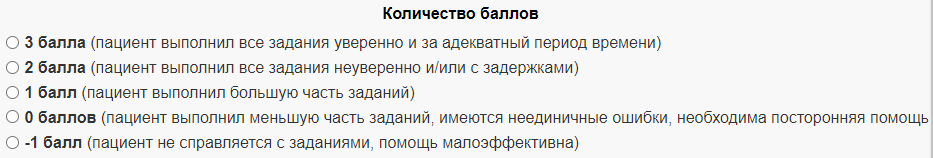 Количество баллов
3 балла (пациент выполнил все задания уверенно и за адекватный период времени)
2 балла (пациент выполнил все задания неуверенно и/или с задержками)
1 балл (пациент выполнил большую часть заданий)
0 баллов (пациент выполнил меньшую часть заданий, имеются неединичные ошибки, необходима посторонняя помощь
-1 балл (пациент не справляется с заданиями, помощь малоэффективна)